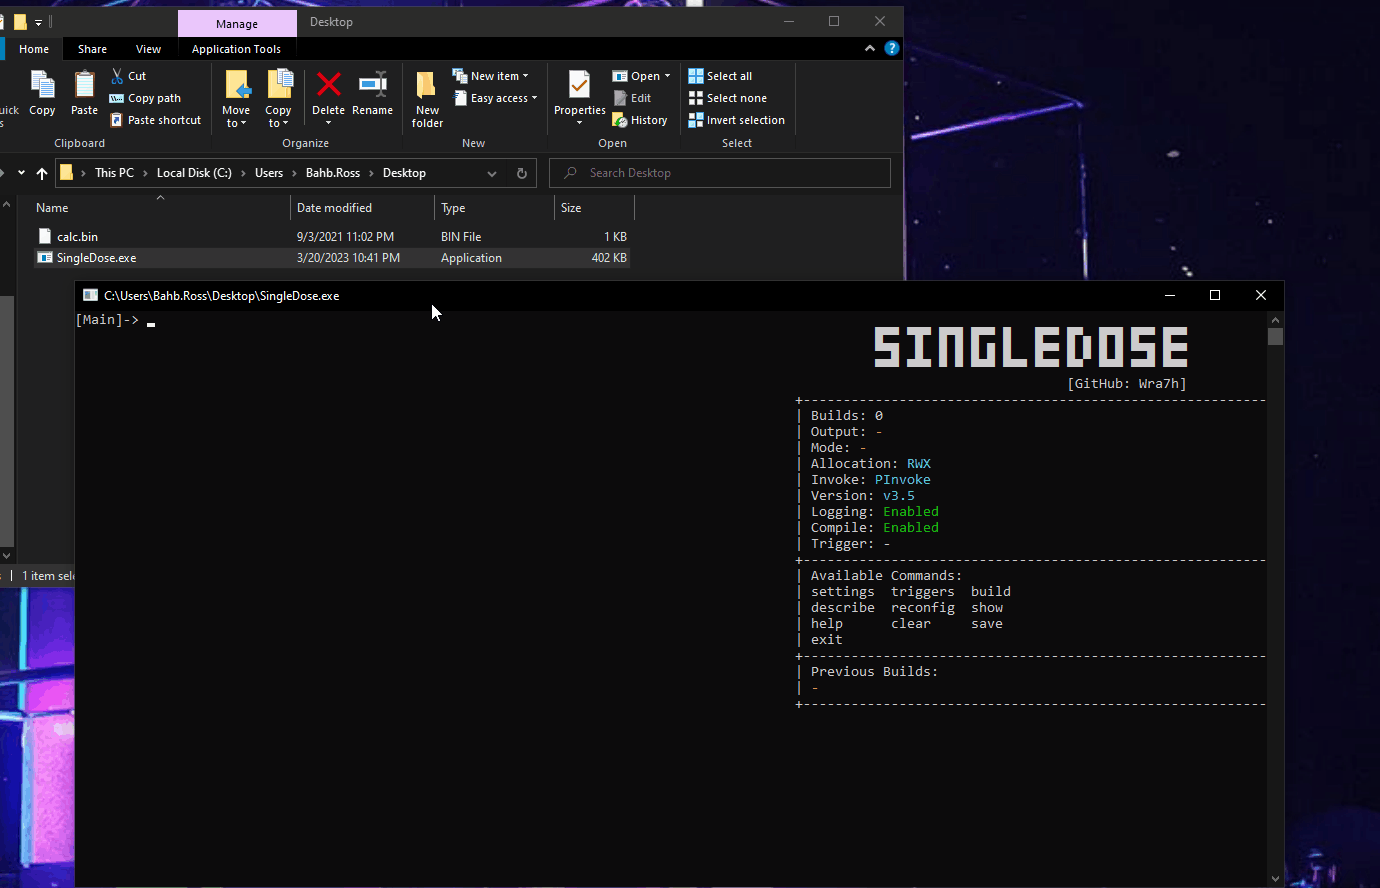 Manage Desktop
Home Share View Application Tools
Copy
Paste
Cut
Copy path
Paste shortcut
Clipboard
Move to
Copy to
Delete
Rename
Organize
New folder
New item
Easy access
New
Properties
Open
Edit
History
Open
Select all
Select none
Invert selection
Select
This PC > Local Disk (C:) > Users > Bahb.Ross > Desktop
Search Desktop
Name Date modified Type Size
calc.bin 9/3/2021 11:02 PM BIN File 1 KB
SingleDose.exe 3/20/2023 10:41 PM Application 402 KB
1 item sele
C:\Users\Bahb.Ross\Desktop\SingleDose.exe
[Main]->
SINGLEDOSE
[GitHub: Wra7h]
+----------------------------------------------------------
| Builds: 0
| Output: -
| Mode: -
| Allocation: RWX
| Invoke: PInvoke
| Version: v3.5
| Logging: Enabled
| Compile: Enabled
| Trigger: -
+----------------------------------------------------------
| Available Commands:
| settings triggers build
| describe reconfig show
| help clear save
| exit
+----------------------------------------------------------
| Previous Builds:
| -
+----------------------------------------------------------